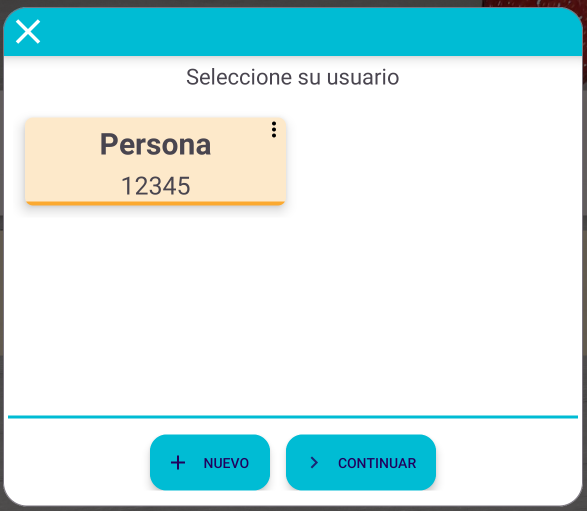 Seleccione su usuario
Persona
12345
NUEVO
CONTINUAR